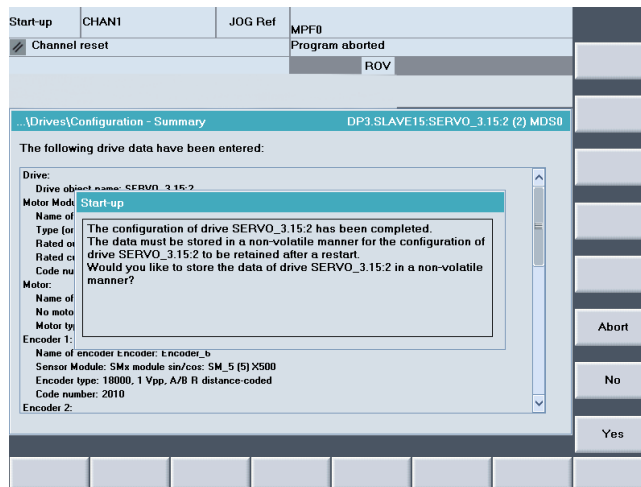 Start-up
CHAN1
JOG Ref
MPF0
Channel reset
Program aborted
ROV
...\Drives\Configuration - Summary
DP3.SLAVE15:SERVO_3.15:2 (2) MDS0
The following drive data have been entered:
Drive:
Drive object name: SERVO_3.15:2
Motor
Name of
Type
Rated
Rated
Code
Motor:
Name of
No
Motor
Encoder 1:
Start-up
The configuration of drive SERVO_3.15:2 has been completed.
The data must be stored in a non-volatile manner for the configuration of
drive SERVO_3.15:2 to be retained after a restart.
Would you like to store the data of drive SERVO_3.15:2 in a non-volatile
manner?
Name of encoder Encoder: Encoder_6
Sensor Module: SMx module sin/cos: SM_5 (5) X500
Encoder type: 18000, 1 Vpp, A/B R distance-coded
Code number: 2010
Encoder 2:
Abort
No
Yes